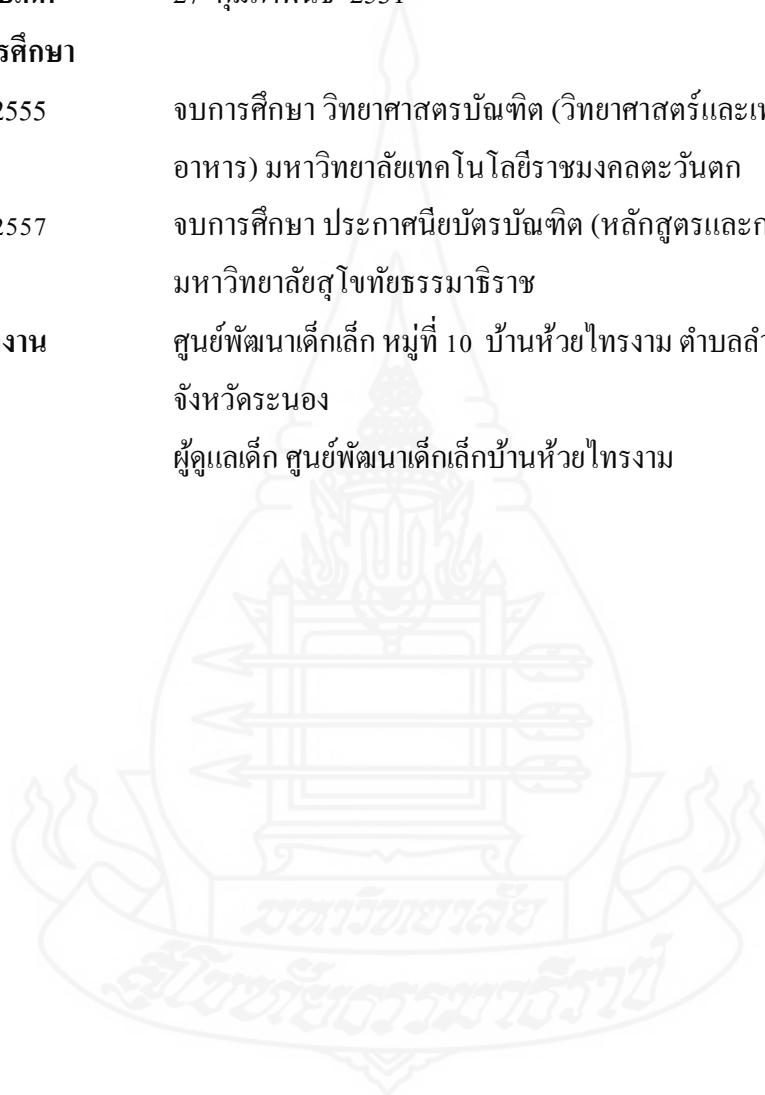 27 2551
รศึกษา
2555 จบการศึกษา วิทยาศาสตรบัณฑิต (วิทยาศาสตร์และเท
อาหาร) มหาวิทยาลัยเทคโนโลยีราชมงคลตะวันตก
2557 จบการศึกษา ประกาศนียบัตรบัณฑิต (หลักสูตรและก
มหาวิทยาลัยสุโขทัยธรรมาธิราช
งาน ศูนย์พัฒนาเด็กเล็ก หมู่ที่ 10 บ้านห้วยไทรงาม ตำบลลำ
จังหวัดระนอง
ผู้ดูแลเด็ก ศูนย์พัฒนาเด็กเล็กบ้านห้วยไทรงาม
มหาวิทยาลัย
สุโขทัยธรรมาธิราช